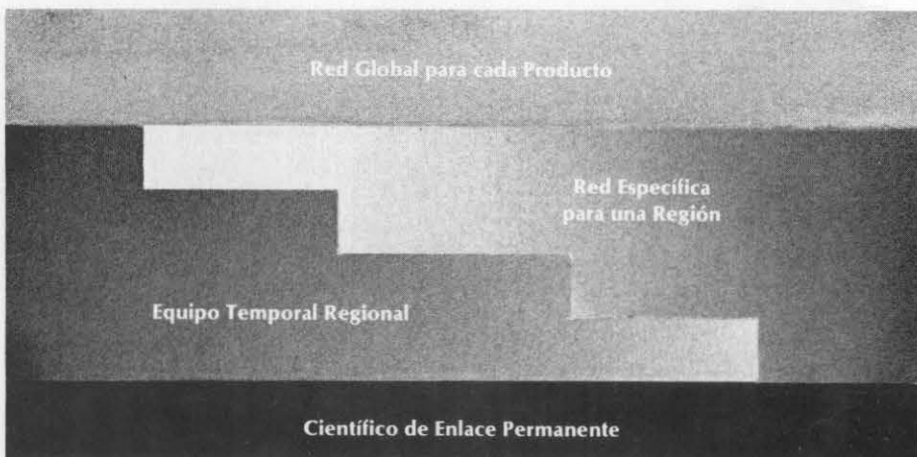 Red Global para cada Producto
Red Específica
para una Región
Equipo Temporal Regional
Científico de Enlace Permanente